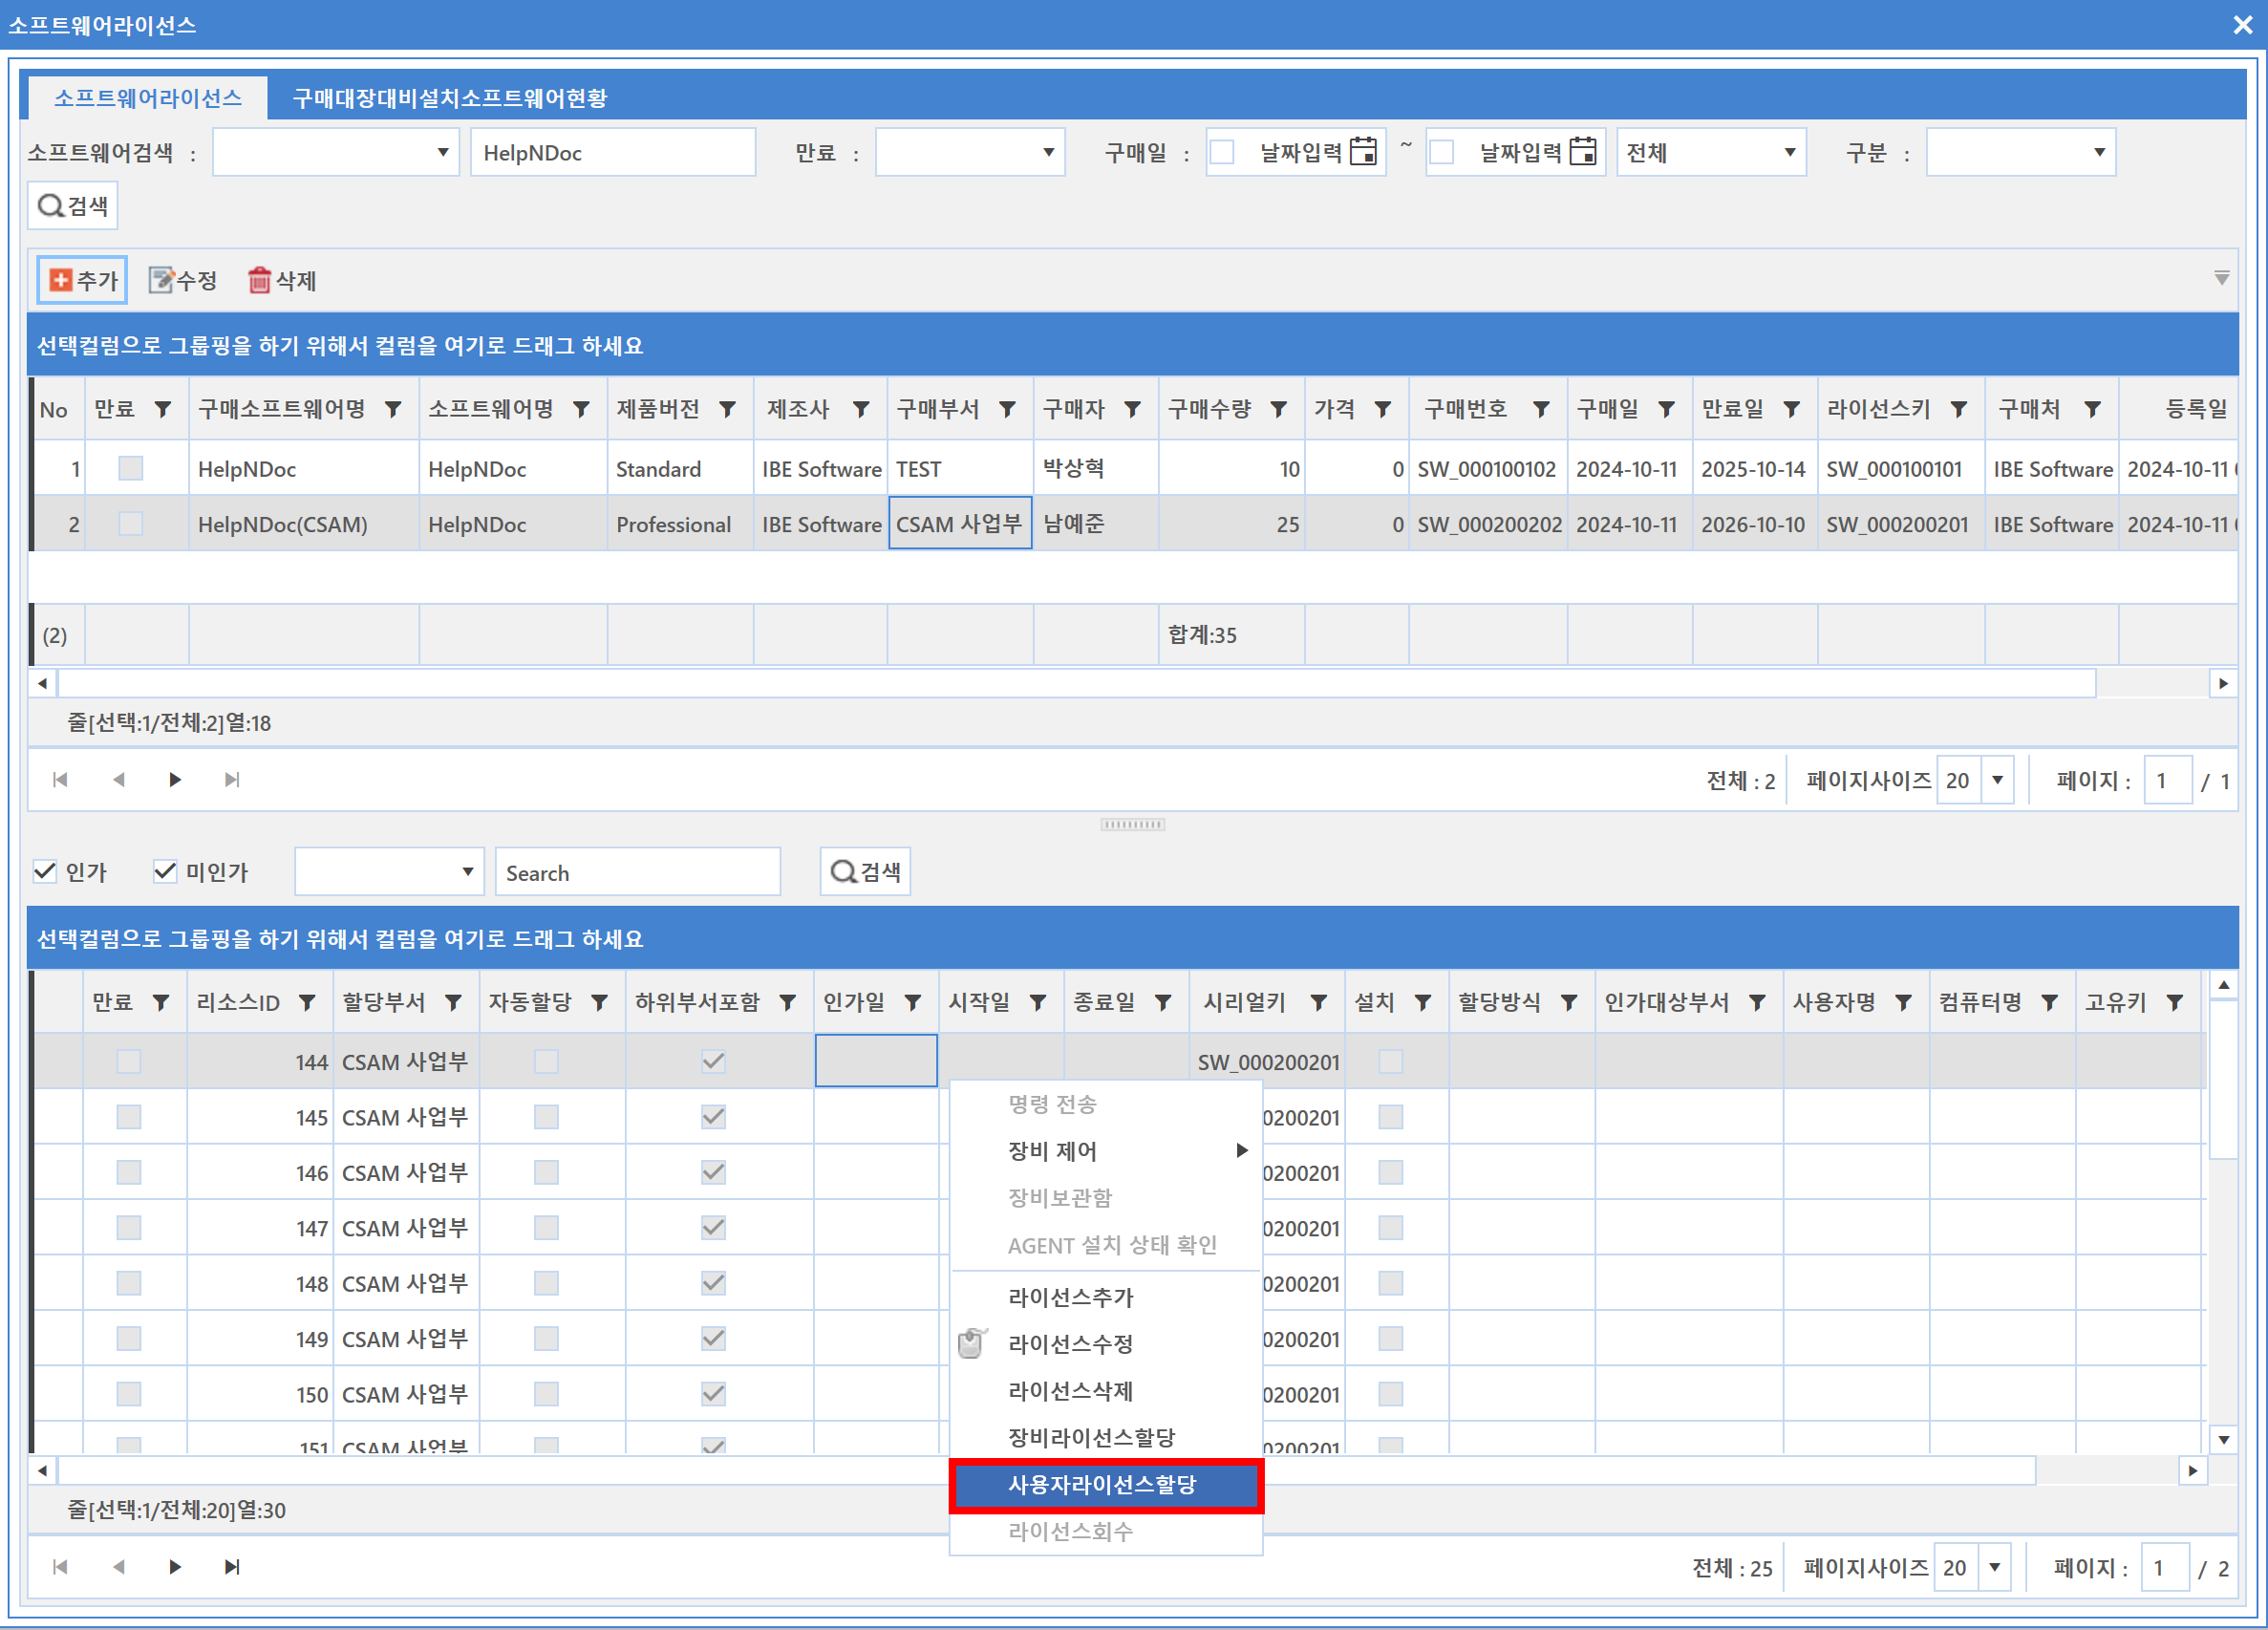 소프트웨어라이선스
소프트웨어라이선스 구매대장대비설치소프트웨어현황
소프트웨어검색 : HelpNDoc 만료 : 구매일 : 날짜입력 ~ 날짜입력 전체 구분 :
검색
추가 수정 삭제
선택컬럼으로 그룹핑을 하기 위해서 컬럼을 여기로 드래그 하세요
No 만료 구매소프트웨어명 소프트웨어명 제품버전 제조사 구매부서 구매자 구매수량 가격 구매번호 구매일 만료일 라이선스키 구매처 등록일
1 HelpNDoc HelpNDoc Standard IBE Software TEST 박상혁 10 0 SW_000100102 2024-10-11 2025-10-14 SW_000100101 IBE Software 2024-10-11
2 HelpNDoc(CSAM) HelpNDoc Professional IBE Software CSAM 사업부 남예준 25 0 SW_000200202 2024-10-11 2026-10-10 SW_000200201 IBE Software 2024-10-11
(2) 합계:35
줄[선택:1/전체:2]열:18
전체 : 2 페이지사이즈 20 페이지 : 1 / 1
인가 미인가 Search 검색
선택컬럼으로 그룹핑을 하기 위해서 컬럼을 여기로 드래그 하세요
만료 리소스ID 할당부서 자동할당 하위부서포함 인가일 시작일 종료일 시리얼키 설치 할당방식 인가대상부서 사용자명 컴퓨터명 고유키
144 CSAM 사업부 SW_000200201
145 CSAM 사업부 0200201
146 CSAM 사업부 0200201
147 CSAM 사업부 0200201
148 CSAM 사업부 0200201
149 CSAM 사업부 0200201
150 CSAM 사업부 0200201
151 CSAM 사업부 0200201
명령 전송
장비 제어
장비보관함
AGENT 설치 상태 확인
라이선스추가
라이선스수정
라이선스삭제
장비라이선스할당
사용자라이선스할당
라이선스회수
줄[선택:1/전체:20]열:30
전체 : 25 페이지사이즈 20 페이지 : 1 / 2